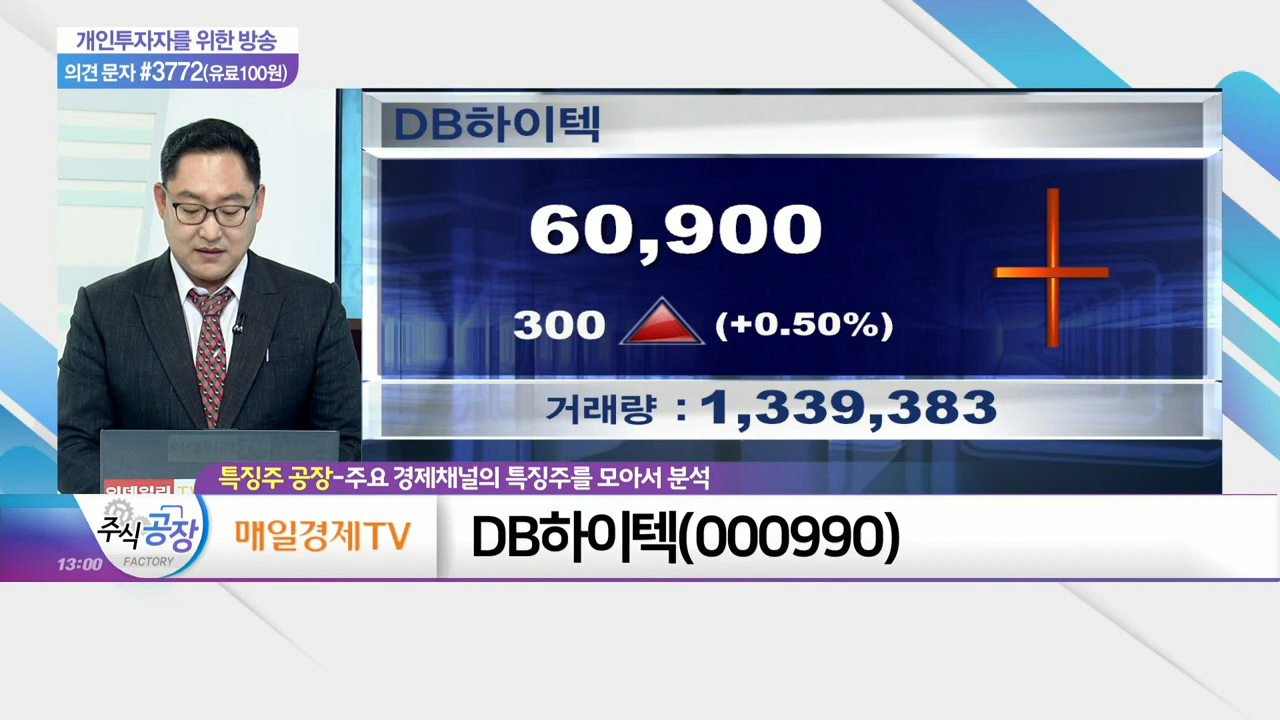 개인투자자를 위한 방송
의견 문자 #3772(유료100원)
DB하이텍
60,900
300 (+0.50%)
거래량 : 1,339,383
특징주 공장-주요 경제채널의 특징주를 모아서 분석
주식공장
FACTORY
13:00
매일경제TV
DB하이텍(000990)